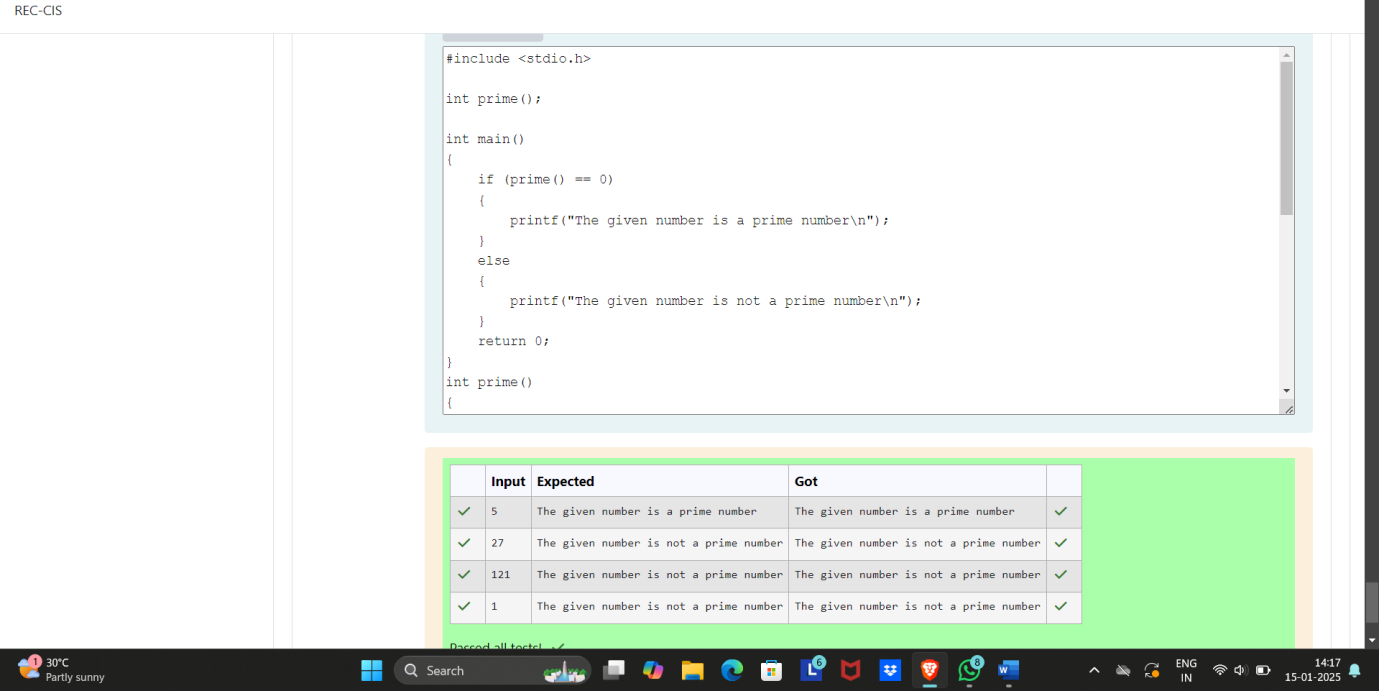 REC-CIS
#include <stdio.h>
int prime();
int main()
{
if (prime() == 0)
{
printf("The given number is a prime number\n");
}
else
{
printf("The given number is not a prime number\n");
}
return 0;
}
int prime()
{
Input Expected Got
5 The given number is a prime number The given number is a prime number
27 The given number is not a prime number The given number is not a prime number
121 The given number is not a prime number The given number is not a prime number
1 The given number is not a prime number The given number is not a prime number
Passed all tests!
1
30°C
Partly sunny
Search
L
6
8
W
ENG
IN
14:17
15-01-2025